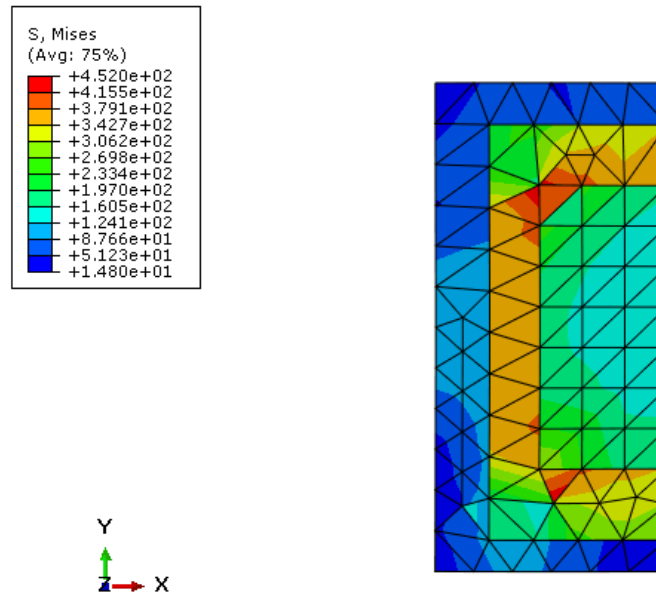 S, Mises
(Avg: 75%)
+4.520e+02
+4.155e+02
+3.791e+02
+3.427e+02
+3.062e+02
+2.698e+02
+2.334e+02
+1.970e+02
+1.605e+02
+1.241e+02
+8.766e+01
+5.123e+01
+1.480e+01
Y
Z
X